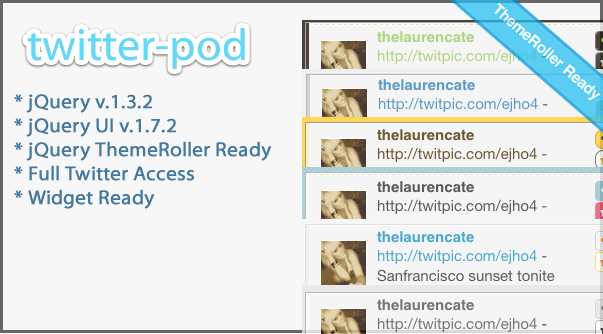 twitter-pod
* jQuery v.1.3.2
* jQuery UI v.1.7.2
* jQuery ThemeRoller Ready
* Full Twitter Access
* Widget Ready
ThemeRoller Ready
thelaurencate
http://twitpic.com/ejho4
thelaurencate
http://twitpic.com/ejho4 -
thelaurencate
http://twitpic.com/ejho4 -
thelaurencate
http://twitpic.com/ejho4 -
thelaurencate
http://twitpic.com/ejho4 -
Sanfrancisco sunset tonite
thelaurencate
http://twitpic.com/ejho4 -